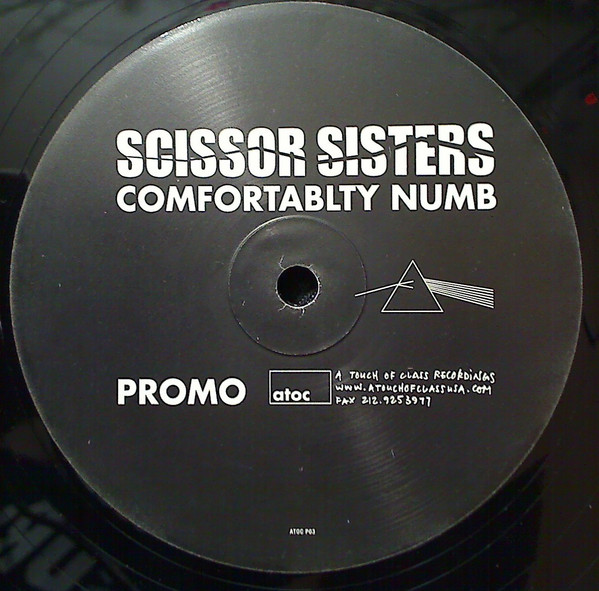 SCISSOR SISTERS
COMFORTABLTY NUMB
PROMO
atoc
A TOUCH OF CLASS RECORDINGS
WWW.ATOUCHOFCLASSUSA.COM
FAX 212.9253977
ATOC P03